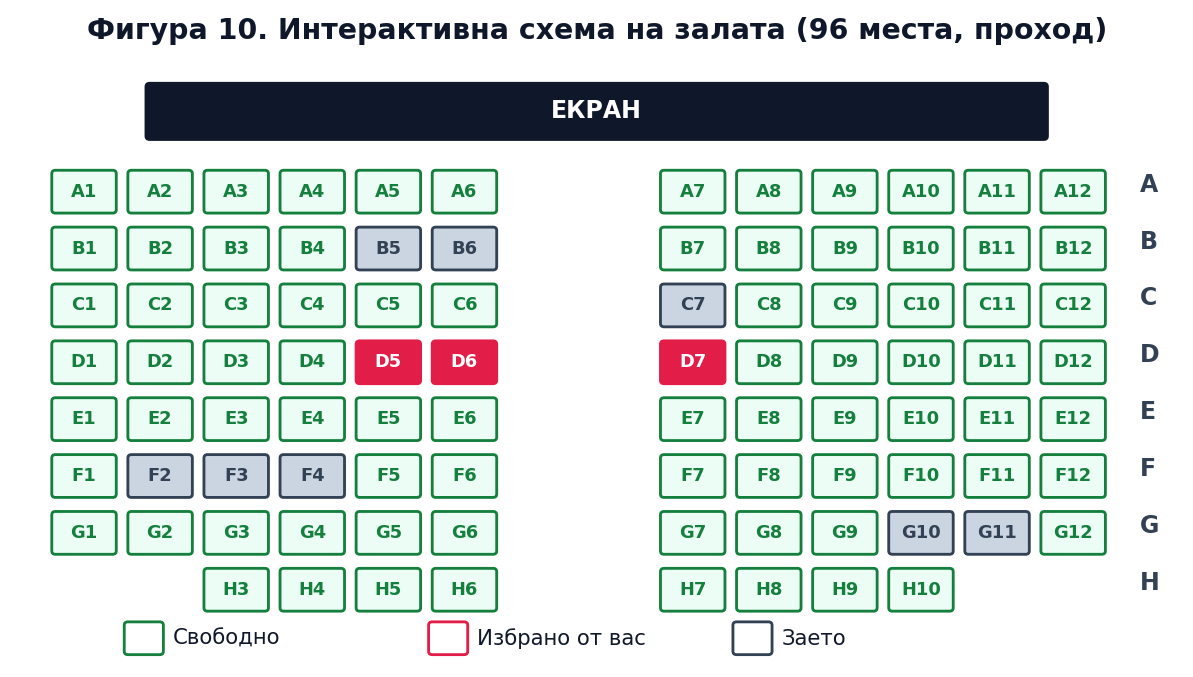 Фигура 10. Интерактивна схема на залата (96 места, проход)
ЕКРАН
A1 A2 A3 A4 A5 A6 A7 A8 A9 A10 A11 A12 A
B1 B2 B3 B4 B5 B6 B7 B8 B9 B10 B11 B12 B
C1 C2 C3 C4 C5 C6 C7 C8 C9 C10 C11 C12 C
D1 D2 D3 D4 D5 D6 D7 D8 D9 D10 D11 D12 D
E1 E2 E3 E4 E5 E6 E7 E8 E9 E10 E11 E12 E
F1 F2 F3 F4 F5 F6 F7 F8 F9 F10 F11 F12 F
G1 G2 G3 G4 G5 G6 G7 G8 G9 G10 G11 G12 G
H3 H4 H5 H6 H7 H8 H9 H10 H
Свободно Избрано от вас Заето